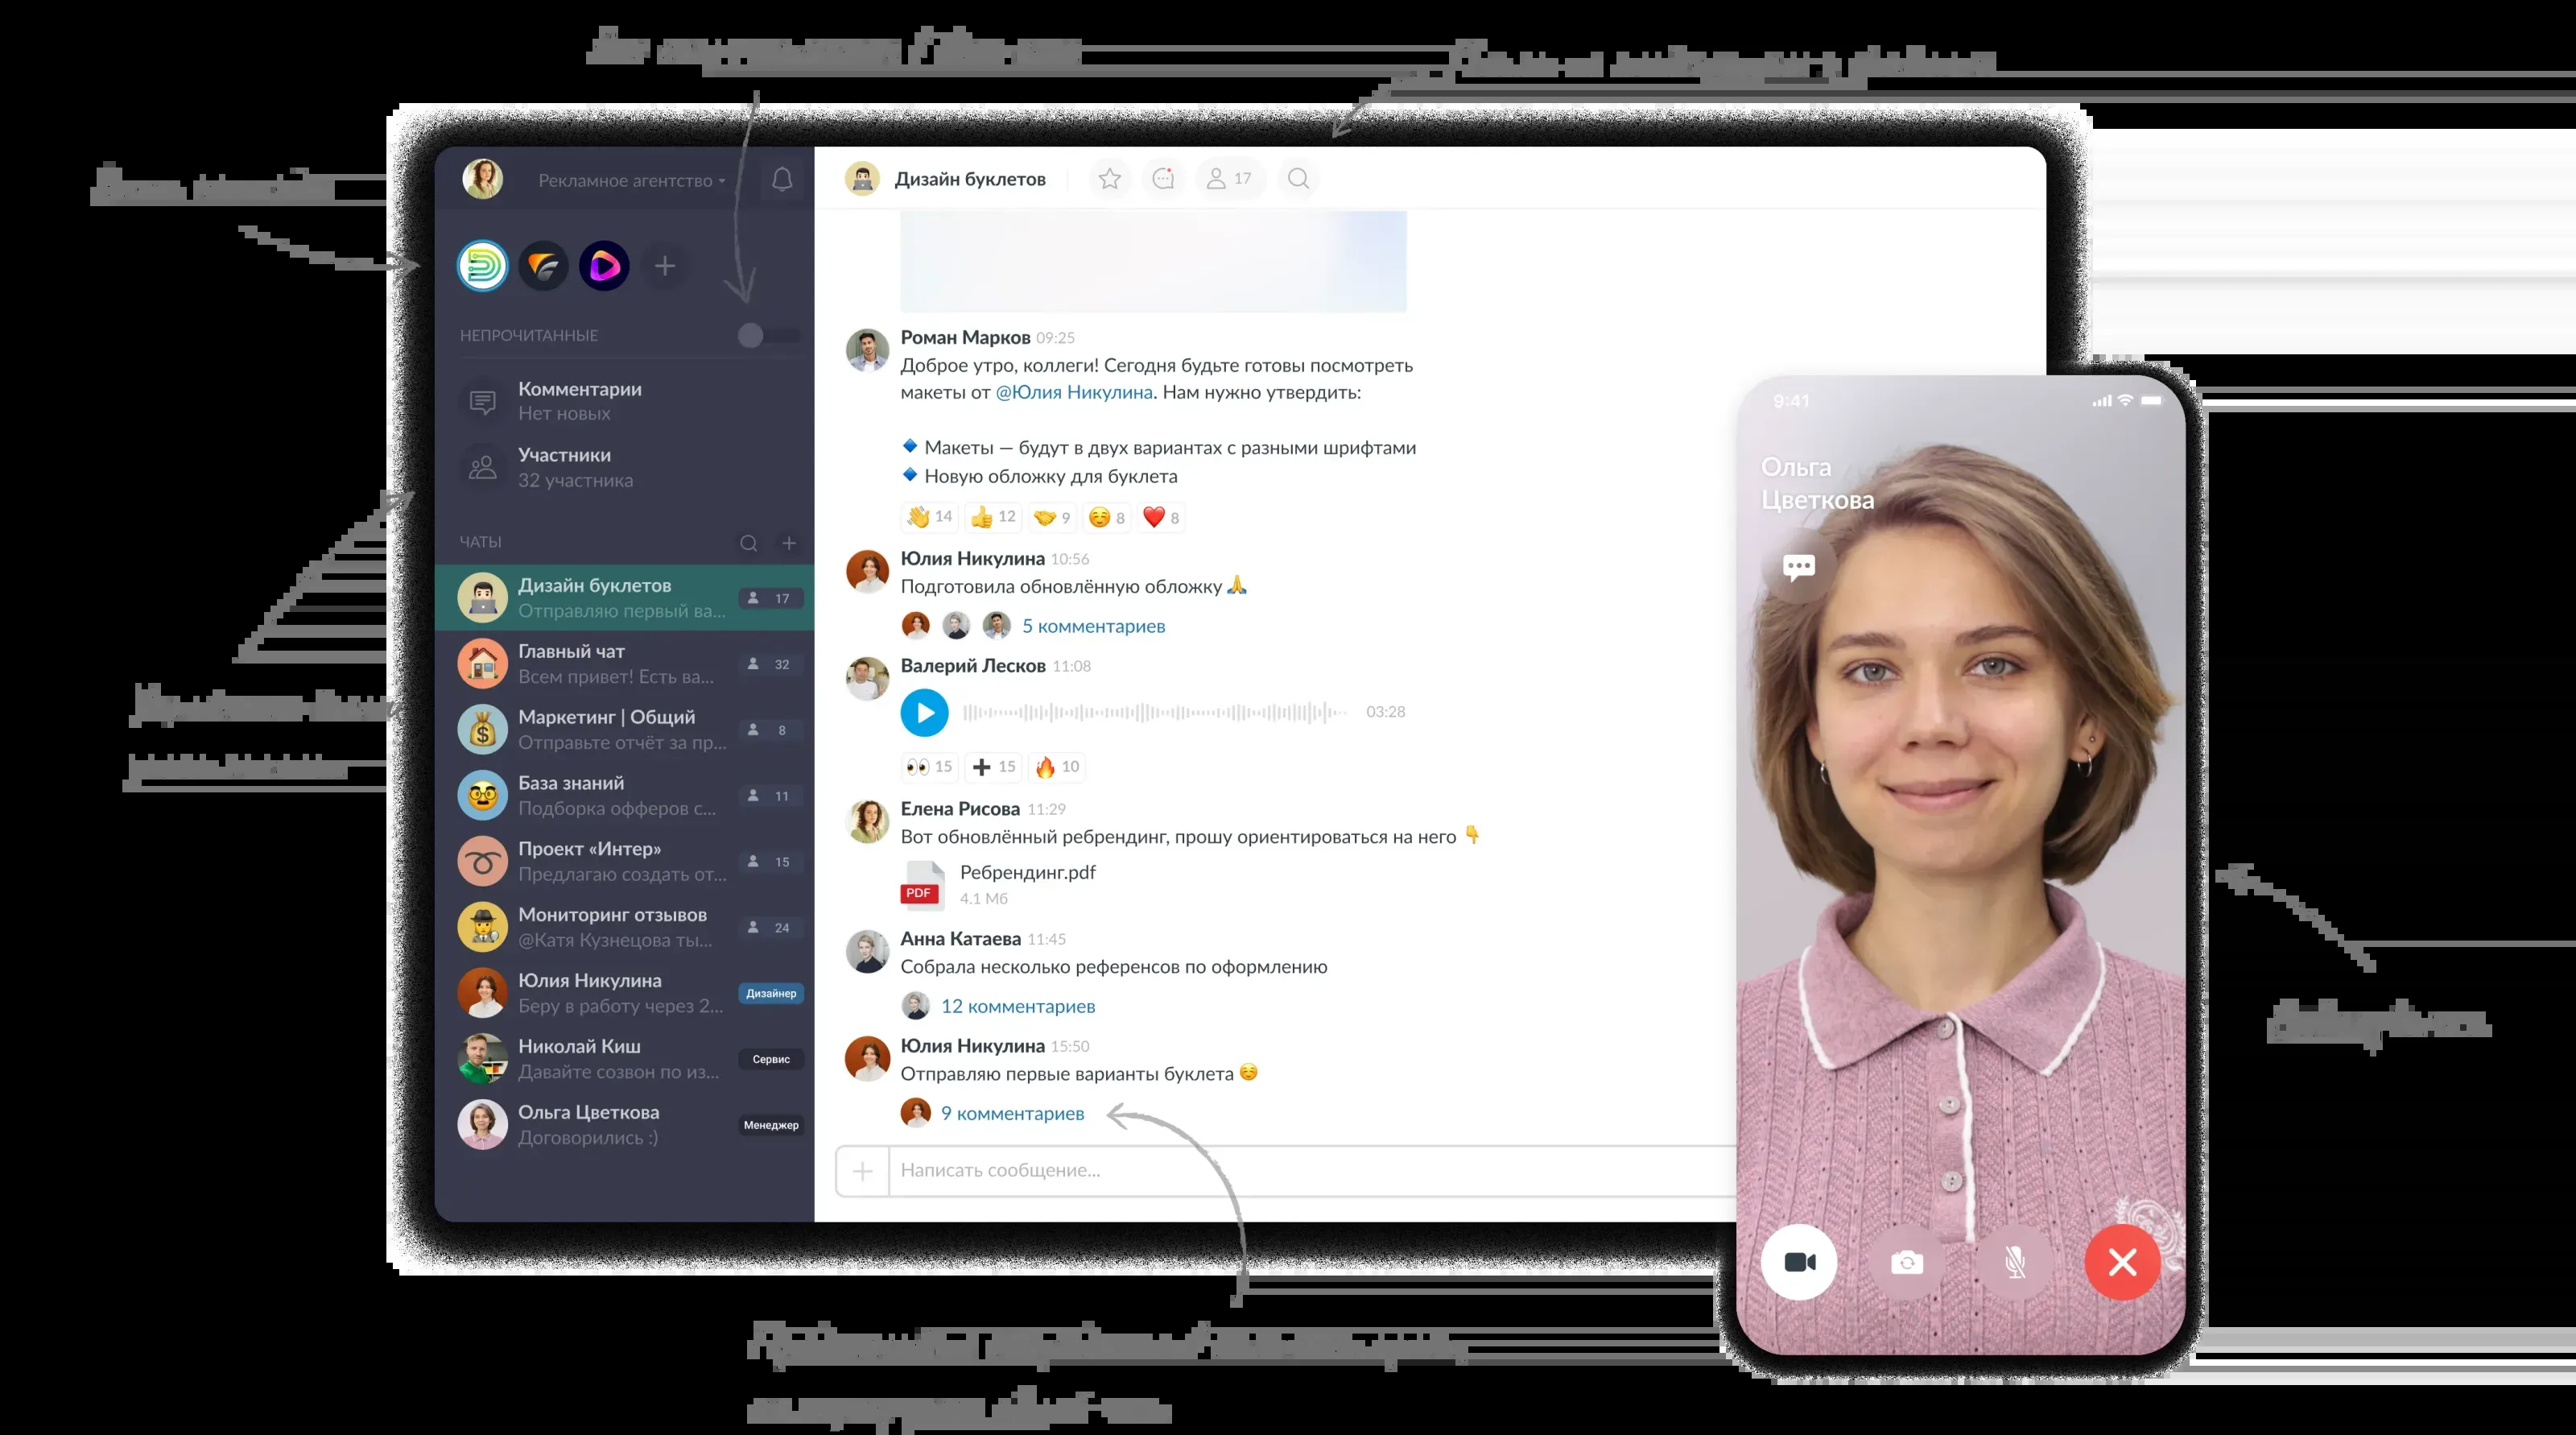 Рекламное агентство
НЕПРОЧИТАННЫЕ
Комментарии
Нет новых
Участники
32 участника
ЧАТЫ
Дизайн буклетов
Отправляю первый ва...
17
Главный чат
Всем привет! Есть ва...
32
Маркетинг | Общий
Отправьте отчёт за пр...
8
База знаний
Подборка офферов с...
11
Проект «Интер»
Предлагаю создать от...
15
Мониторинг отзывов
@Катя Кузнецова ты...
24
Юлия Никулина
Беру в работу через 2...
Дизайнер
Николай Киш
Давайте созвон по из...
Сервис
Ольга Цветкова
Договорились :)
Менеджер
Дизайн буклетов
17
Роман Марков 09:25
Доброе утро, коллеги! Сегодня будьте готовы посмотреть
макеты от @Юлия Никулина. Нам нужно утвердить:
🔹 Макеты — будут в двух вариантах с разными шрифтами
🔹 Новую обложку для буклета
👋 14 👍 12 🤝 9 ☺️ 8 ❤️ 8
Юлия Никулина 10:56
Подготовила обновлённую обложку 🙏
5 комментариев
Валерий Лесков 11:08
03:28
👀 15 ➕ 15 🔥 10
Елена Рисова 11:29
Вот обновлённый ребрендинг, прошу ориентироваться на него 👇
PDF
Ребрендинг.pdf
4.1 Мб
Анна Катаева 11:45
Собрала несколько референсов по оформлению
12 комментариев
Юлия Никулина 15:50
Отправляю первые варианты буклета ☺️
9 комментариев
Написать сообщение...
9:41
Ольга
Цветкова